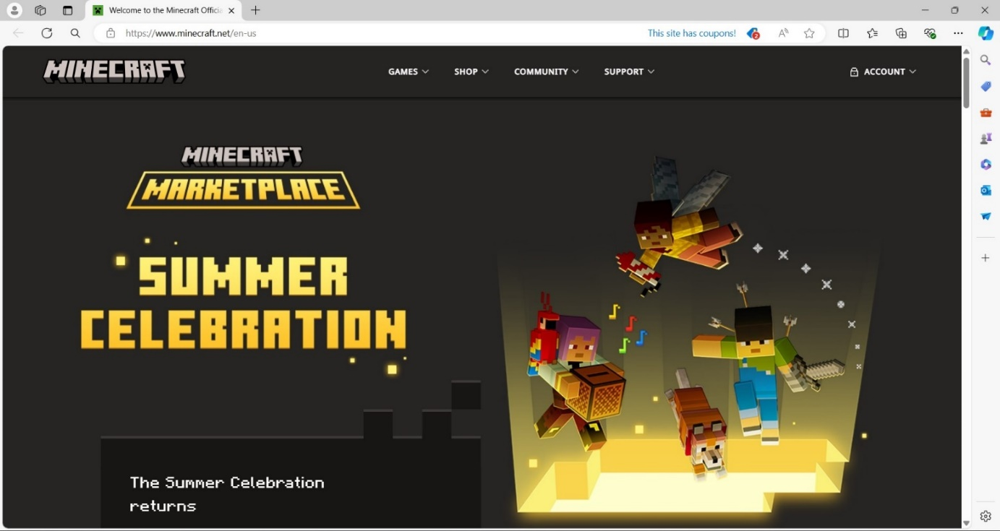 Welcome to the Minecraft Offici
https://www.minecraft.net/en-us
This site has coupons!
2
MINECRAFT
GAMES
SHOP
COMMUNITY
SUPPORT
ACCOUNT
MINECRAFT
MARKETPLACE
SUMMER
CELEBRATION
The Summer Celebration
returns